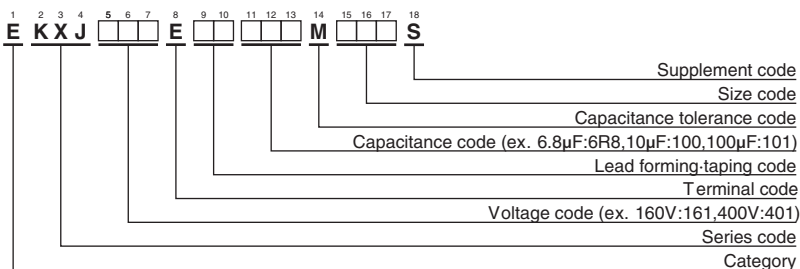 1 2 3 4 5 6 7 8 9 10 11 12 13 14 15 16 17 18
E K X J □□□ E □□ □□□ M □□□ S
Supplement code
Size code
Capacitance tolerance code
Capacitance code (ex. 6.8µF:6R8,10µF:100,100µF:101)
Lead forming·taping code
Terminal code
Voltage code (ex. 160V:161,400V:401)
Series code
Category